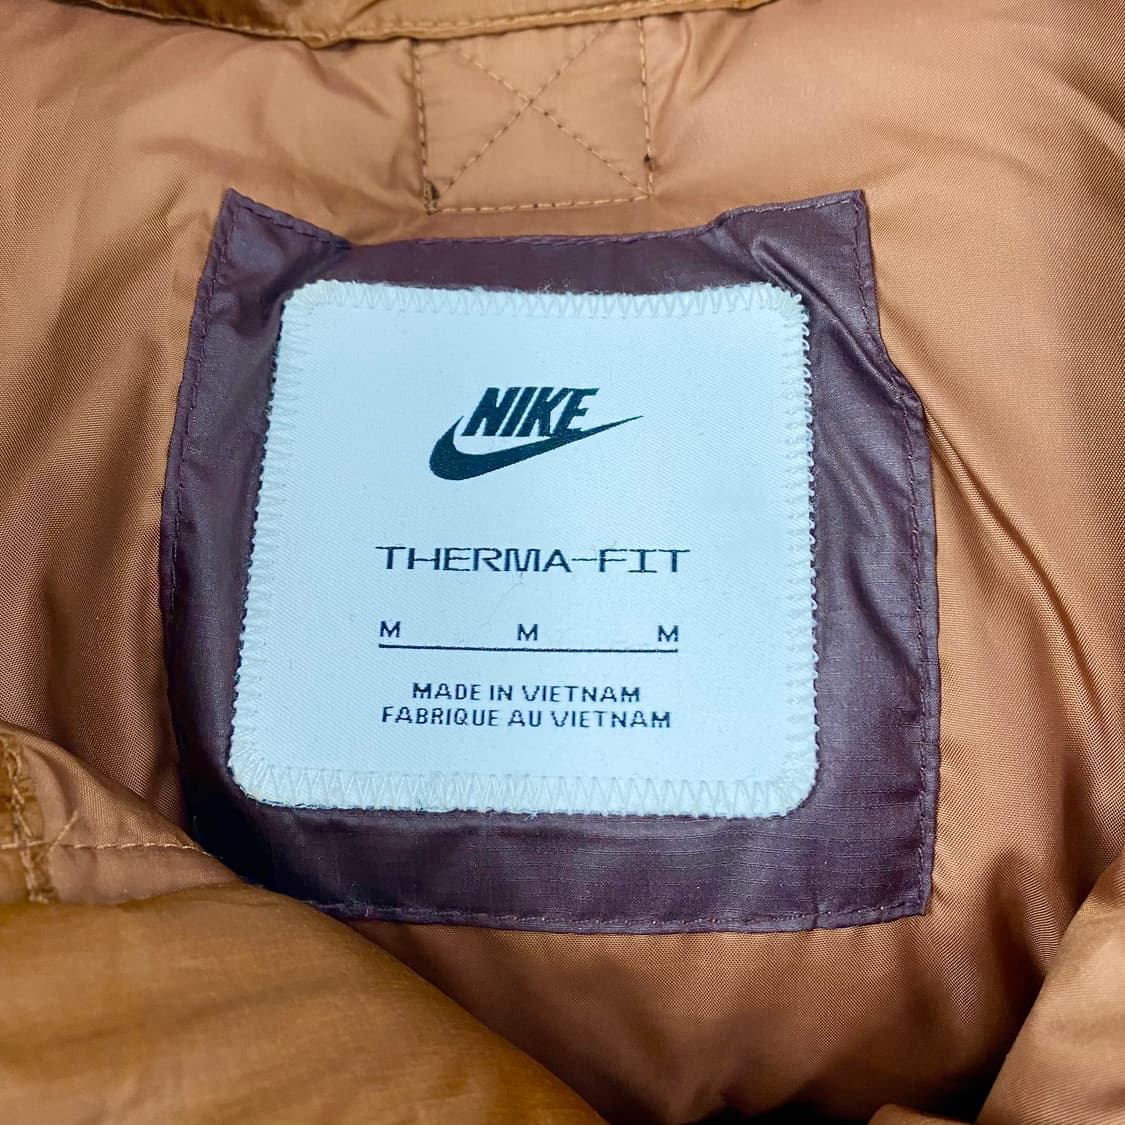 NIKE
THERMA-FIT
M M M
MADE IN VIETNAM
FABRIQUE AU VIETNAM